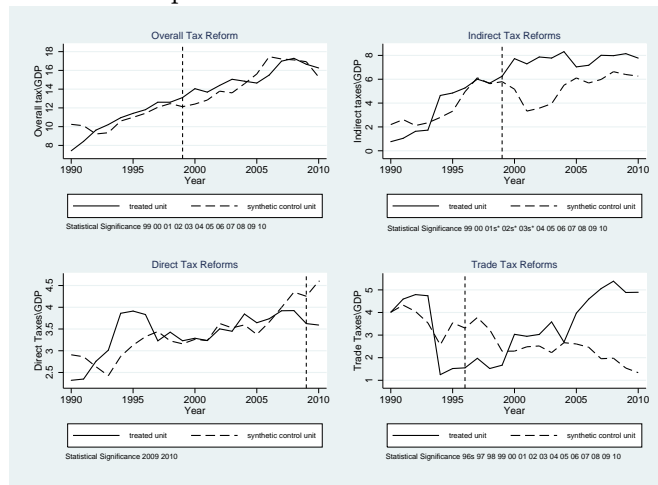 Overall Tax Reform
Overall tax\GDP
8 10 12 14 16 18
1990 1995 2000 2005 2010
Year
treated unit synthetic control unit
Statistical Significance 99 00 01 02 03 04 05 06 07 08 09 10
Indirect Tax Reforms
Indirect taxes\GDP
0 2 4 6 8
1990 1995 2000 2005 2010
Year
treated unit synthetic control unit
Statistical Significance 99 00 01s* 02s* 03s* 04 05 06 07 08 09 10
Direct Tax Reforms
Direct Taxes\GDP
2.5 3 3.5 4 4.5
1990 1995 2000 2005 2010
Year
treated unit synthetic control unit
Statistical Significance 2009 2010
Trade Tax Reforms
Trade Taxes\GDP
1 2 3 4 5
1990 1995 2000 2005 2010
Year
treated unit synthetic control unit
Statistical Significance 96s 97 98 99 00 01 02 03 04 05 06 07 08 09 10